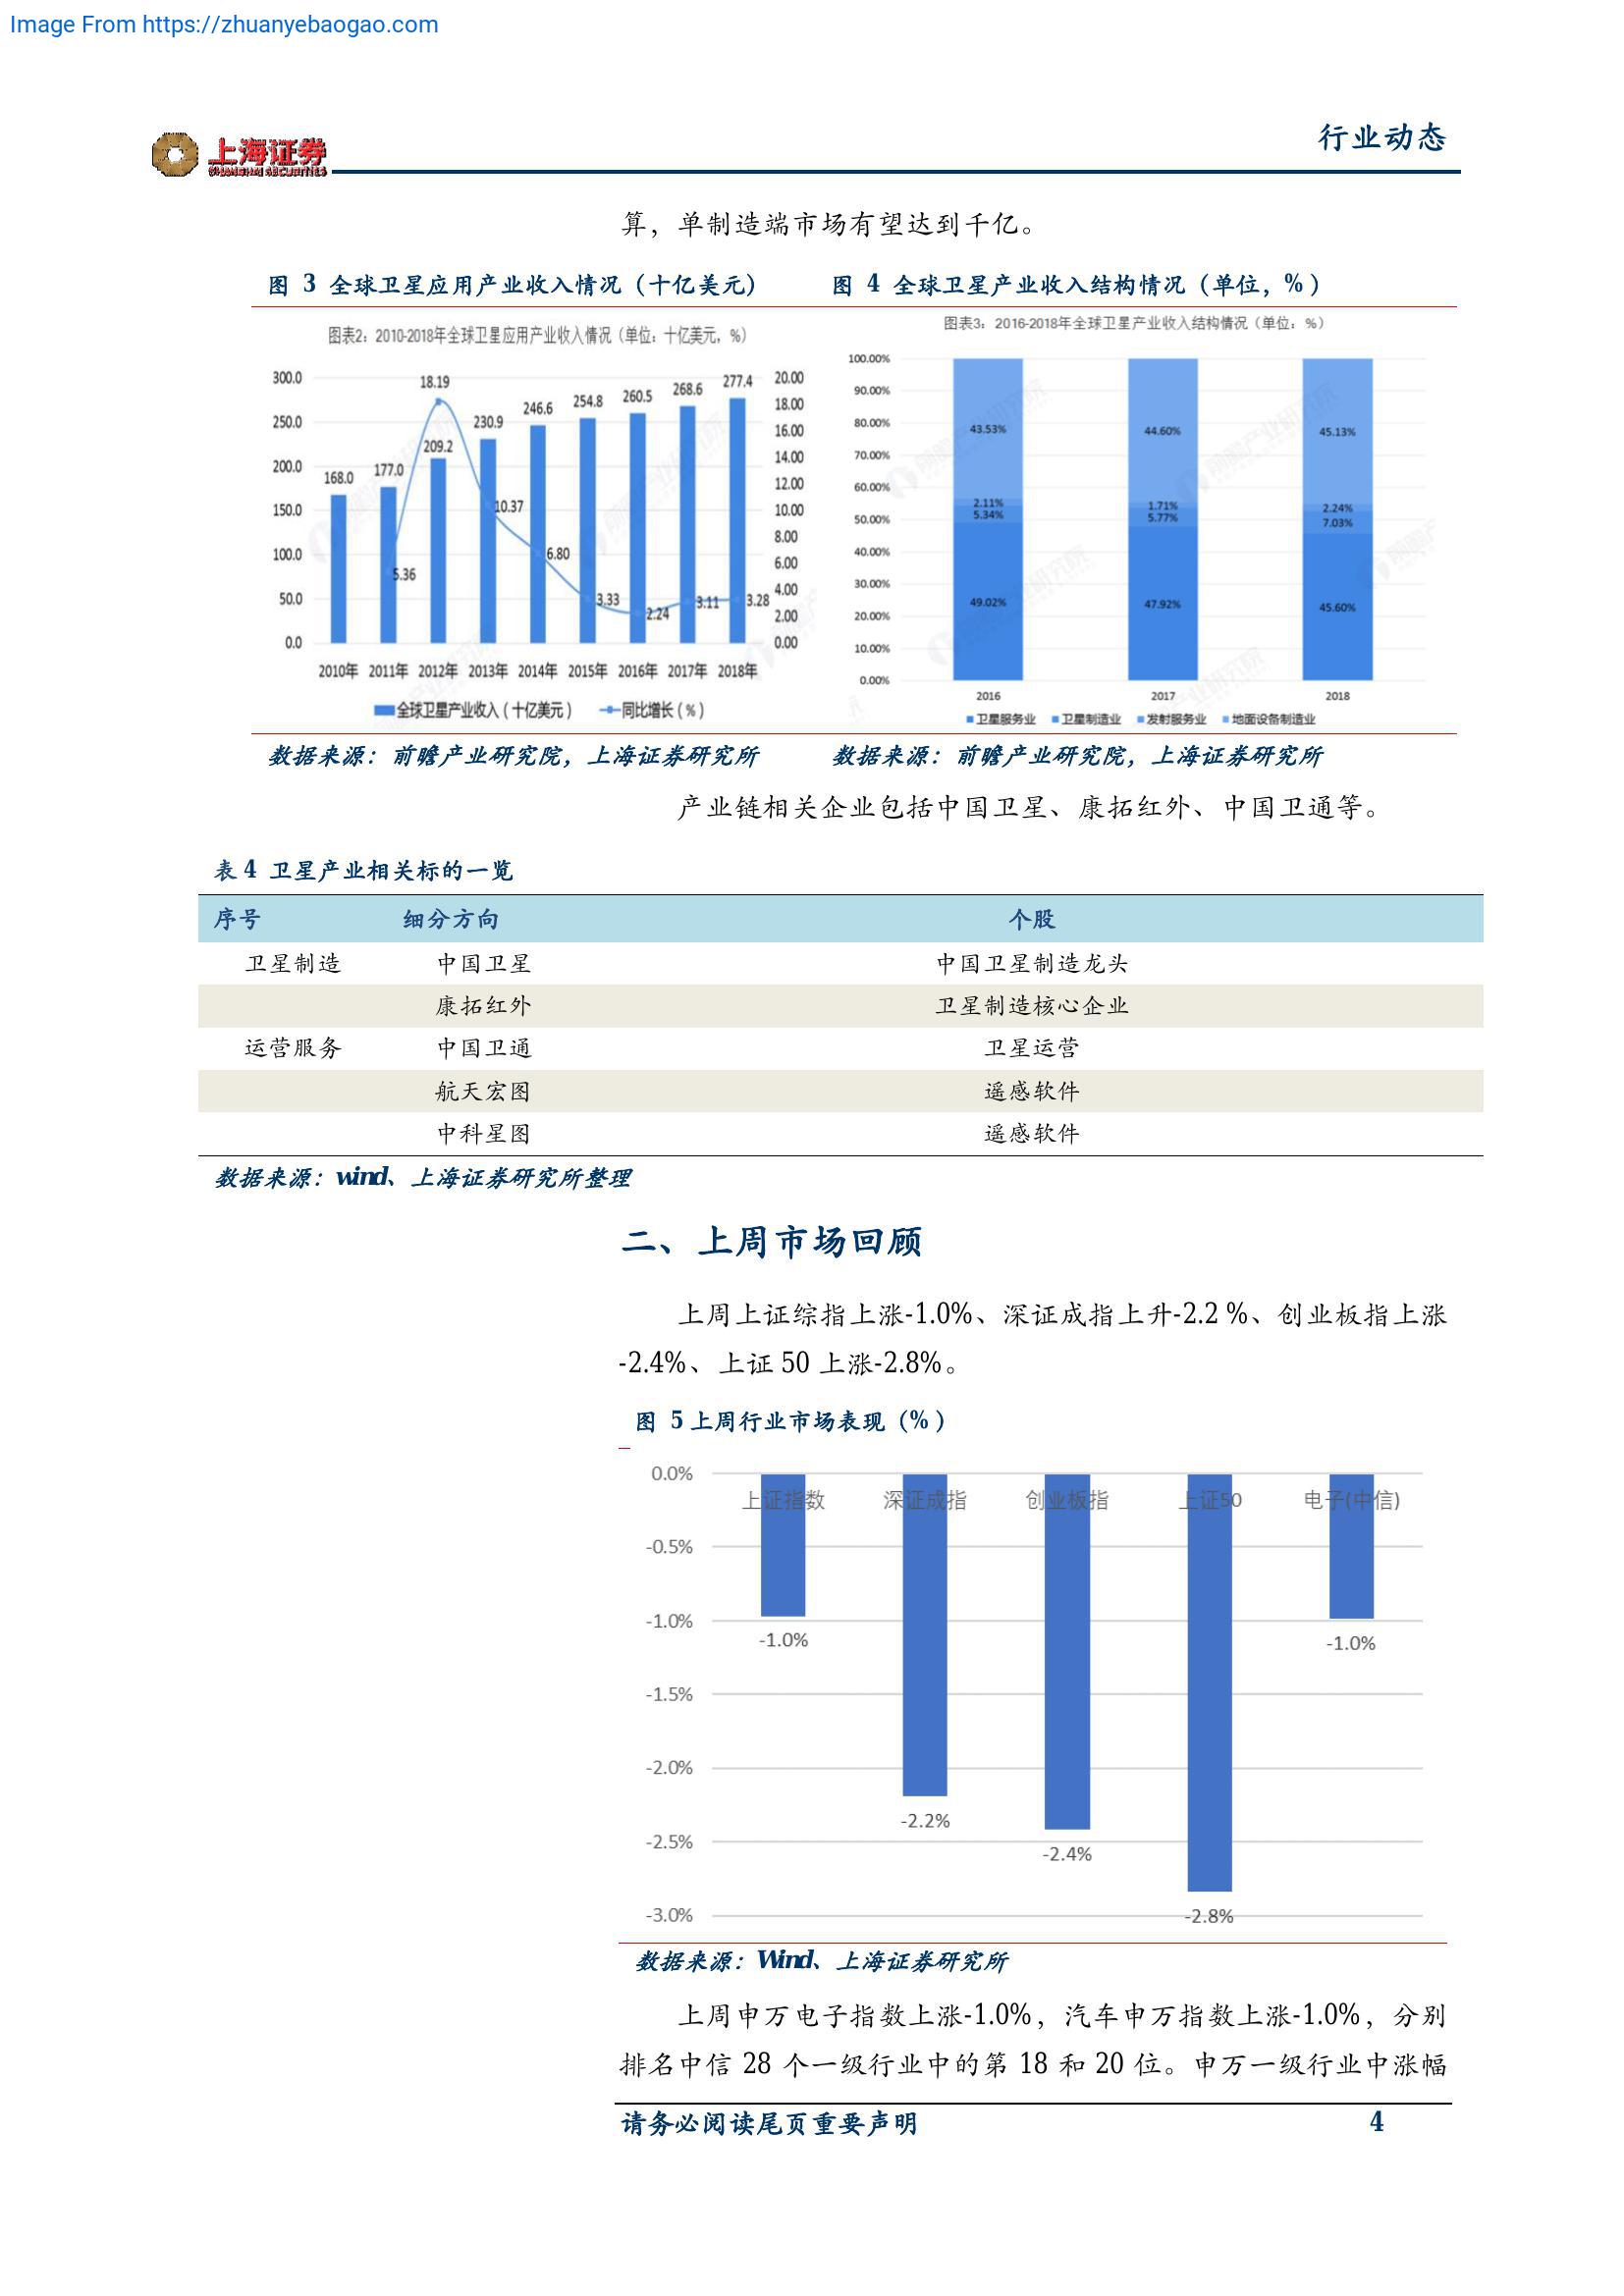 Image From https://zhuanyebaogao.com
上海证券
SHANGHAI SECURITIES
行业动态
算，单制造端市场有望达到千亿。
图 3 全球卫星应用产业收入情况（十亿美元）
图表2：2010-2018年全球卫星应用产业收入情况（单位：十亿美元，%）
300.0
250.0
200.0
150.0
100.0
50.0
0.0
20.00
18.00
16.00
14.00
12.00
10.00
8.00
6.00
4.00
2.00
0.00
168.0 177.0 209.2 230.9 246.6 254.8 260.5 268.6 277.4
5.36 18.19 10.37 6.80 3.33 2.24 3.11 3.28
2010年 2011年 2012年 2013年 2014年 2015年 2016年 2017年 2018年
全球卫星产业收入（十亿美元） 同比增长（%）
数据来源：前瞻产业研究院，上海证券研究所
图 4 全球卫星产业收入结构情况（单位，%）
图表3：2016-2018年全球卫星产业收入结构情况（单位：%）
100.00%
90.00%
80.00%
70.00%
60.00%
50.00%
40.00%
30.00%
20.00%
10.00%
0.00%
43.53% 44.60% 45.13%
2.11% 1.71% 2.24%
5.34% 5.77% 7.03%
49.02% 47.92% 45.60%
2016 2017 2018
卫星服务业 卫星制造业 发射服务业 地面设备制造业
数据来源：前瞻产业研究院，上海证券研究所
产业链相关企业包括中国卫星、康拓红外、中国卫通等。
表 4 卫星产业相关标的一览
序号 细分方向 个股
卫星制造 中国卫星 中国卫星制造龙头
康拓红外 卫星制造核心企业
运营服务 中国卫通 卫星运营
航天宏图 遥感软件
中科星图 遥感软件
数据来源：wind、上海证券研究所整理
二、上周市场回顾
上周上证综指上涨-1.0%、深证成指上升-2.2 %、创业板指上涨
-2.4%、上证 50 上涨-2.8%。
图 5 上周行业市场表现（%）
0.0%
-0.5%
-1.0%
-1.5%
-2.0%
-2.5%
-3.0%
上证指数 深证成指 创业板指 上证50 电子(中信)
-1.0% -2.2% -2.4% -2.8% -1.0%
数据来源：Wind、上海证券研究所
上周申万电子指数上涨-1.0%，汽车申万指数上涨-1.0%，分别
排名中信 28 个一级行业中的第 18 和 20 位。申万一级行业中涨幅
请务必阅读尾页重要声明 4